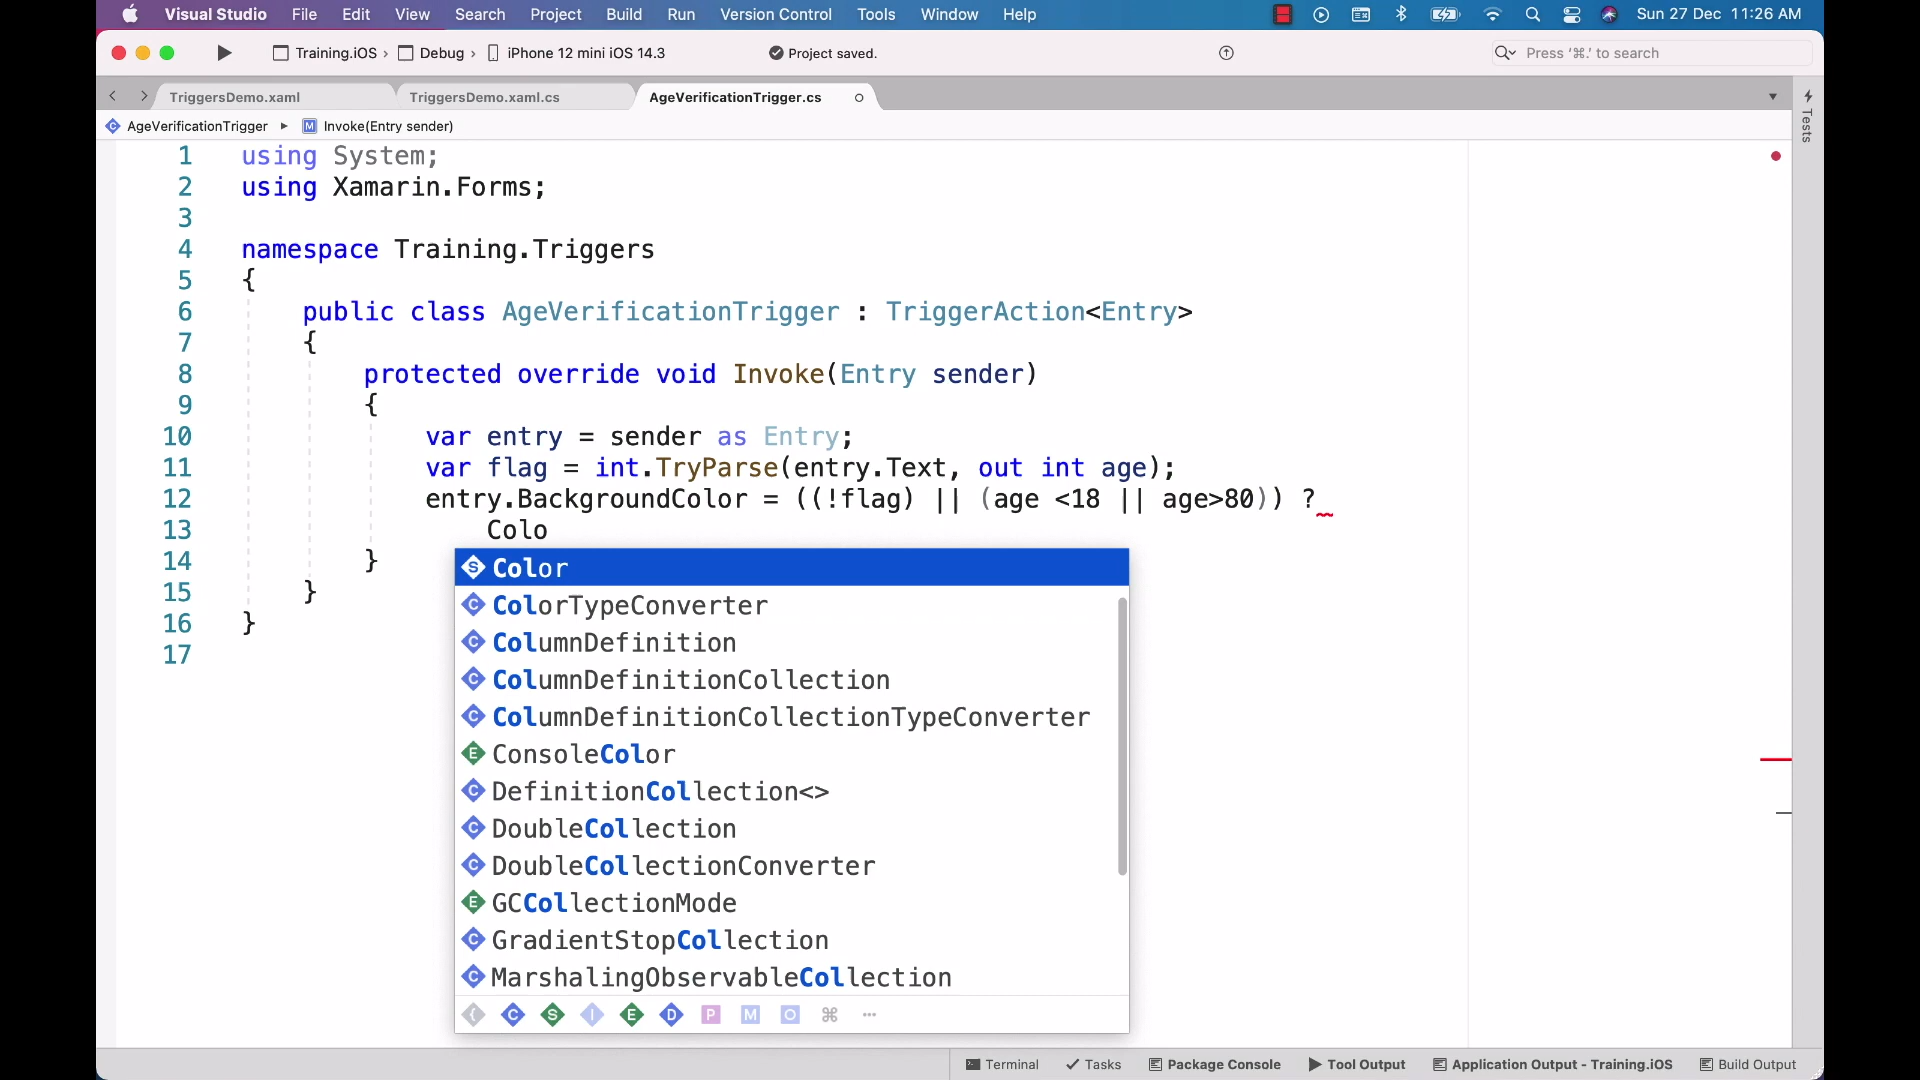 Visual Studio File Edit View Search Project Build Run Version Control Tools Window Help Sun 27 Dec 11:26 AM
Training.iOS › Debug › iPhone 12 mini iOS 14.3 Project saved. Press '⌘.' to search
TriggersDemo.xaml TriggersDemo.xaml.cs AgeVerificationTrigger.cs
Tests
AgeVerificationTrigger ▸ M Invoke(Entry sender)
1 using System;
2 using Xamarin.Forms;
3
4 namespace Training.Triggers
5 {
6 public class AgeVerificationTrigger : TriggerAction<Entry>
7 {
8 protected override void Invoke(Entry sender)
9 {
10 var entry = sender as Entry;
11 var flag = int.TryParse(entry.Text, out int age);
12 entry.BackgroundColor = ((!flag) || (age <18 || age>80)) ?
13 Colo
14 }
15 }
16 }
17
S Color
C ColorTypeConverter
C ColumnDefinition
C ColumnDefinitionCollection
C ColumnDefinitionCollectionTypeConverter
E ConsoleColor
C DefinitionCollection<>
C DoubleCollection
C DoubleCollectionConverter
E GCCollectionMode
C GradientStopCollection
C MarshalingObservableCollection
{ C S I E D P M O ⌘ ···
Terminal Tasks Package Console Tool Output Application Output - Training.iOS Build Output